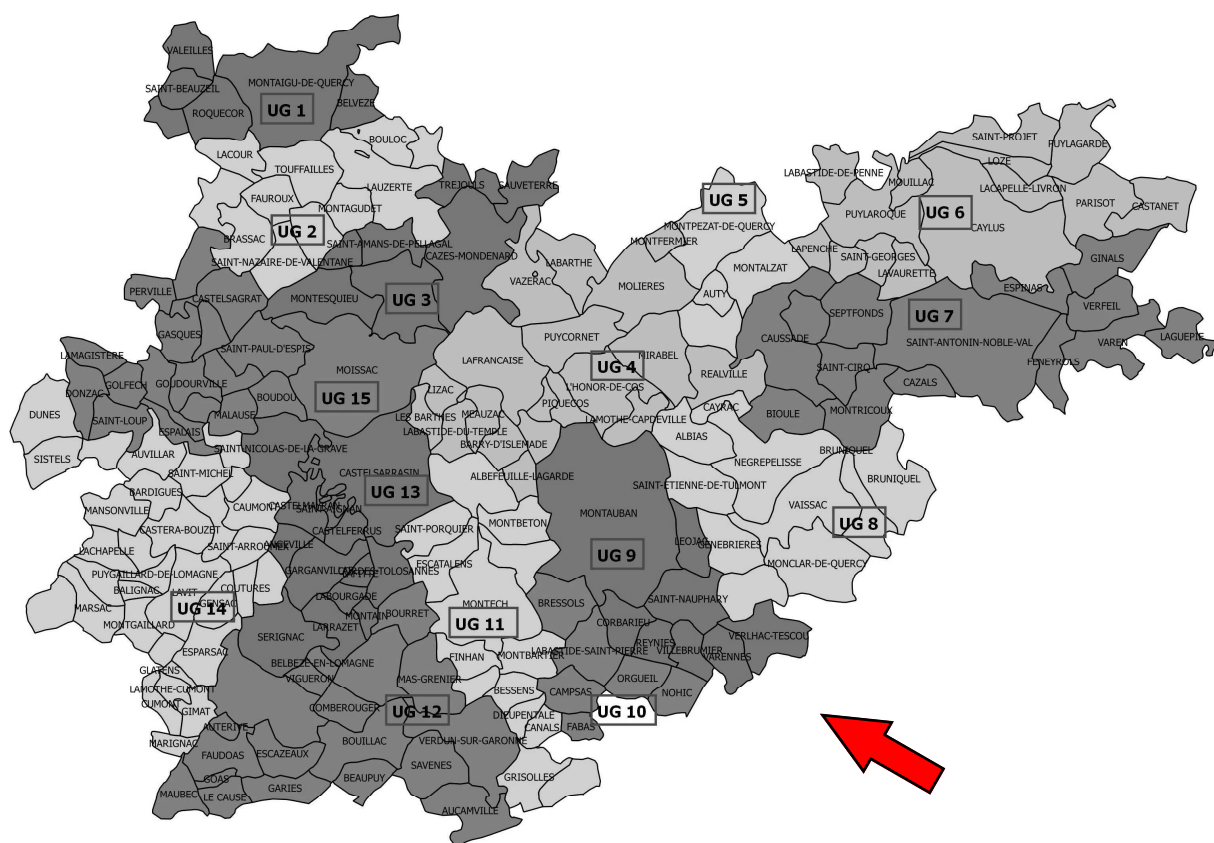 VALEILLES
SAINT-BEAUZEIL
MONTAIGU-DE-QUERCY
ROQUECOR
UG 1
BELVEZE
BOULOC
LACOUR
TOUFFAILLES
LAUZERTE
TREJOULS
SAUVETERRE
FAUROUX
MONTAGUDET
BRASSAC
UG 2
SAINT-AMANS-DE-PELLAGAL
SAINT-NAZAIRE-DE-VALENTANE
CAZES-MONDENARD
PERVILLE
CASTELSAGRAT
MONTESQUIEU
UG 3
VAZERAC
LABARTHE
MOLIERES
MONTFERMIER
MONTPEZAT-DE-QUERCY
UG 5
MONTALZAT
AUTY
LABASTIDE-DE-PENNE
MOUILLAC
SAINT-PROJET
PUYLAGARDE
LOZE
LACAPELLE-LIVRON
PARISOT
CASTANET
PUYLAROQUE
UG 6
CAYLUS
LAPENCHE
SAINT-GEORGES
LAVAURETTE
GINALS
ESPINAS
VERFEIL
VAREN
LAGUEPIE
FENEYROLS
SEPTFONDS
UG 7
CAUSSADE
SAINT-ANTONIN-NOBLE-VAL
SAINT-CIRQ
CAZALS
BIOULE
MONTRICOUX
GASQUES
LAMAGISTERE
SAINT-PAUL-D'ESPIS
MOISSAC
GOLFECH
GOUDOURVILLE
DONZAC
BOUDOU
UG 15
DUNES
SAINT-LOUP
MALAUSE
ESPALAIS
SISTELS
AUVILLAR
SAINT-NICOLAS-DE-LA-GRAVE
SAINT-MICHEL
LAFRANCAISE
PUYCORNET
MIRABEL
UG 4
L'HONOR-DE-COS
REALVILLE
LIZAC
PIQUECOS
LES BARTHES
MEAUZAC
LAMOTHE-CAPDEVILLE
CAYRAC
LABASTIDE-DU-TEMPLE
BARRY-D'ISLEMADE
ALBIAS
BRUNIQUEL
NEGREPELISSE
BRUNIQUEL
CASTELSARRASIN
ALBEFEUILLE-LAGARDE
SAINT-ETIENNE-DE-TULMONT
UG 13
BARDIGUES
MANSONVILLE
CAUMONT
CASTELMAYRAN
SAINT-AIGNAN
MONTAUBAN
VAISSAC
UG 8
SAINT-PORQUIER
MONTBETON
CASTERA-BOUZET
CASTELFERRUS
SAINT-ARROUMEX
ANGEVILLE
LEOJAC
GENEBRIERES
LACHAPELLE
UG 9
MONCLAR-DE-QUERCY
ESCATALENS
GARGANVILLAR
PUYGAILLARD-DE-LOMAGNE
BALIGNAC
LAVIT
COUTURES
LABOURGADE
UG 14
GENSAC
MARSAC
MONTGAILLARD
MONTAIN
BOURRET
LARRAZET
MONTECH
UG 11
BRESSOLS
SAINT-NAUPHARY
CORBARIEU
REYNIES
VERLHAC-TESCOU
SERIGNAC
ESPARSAC
LABASTIDE-SAINT-PIERRE
VILLEBRUMIER
VARENNES
FINHAN
MONTBARTIER
BELBEZE-EN-LOMAGNE
GLATENS
VIGUERON
MAS-GRENIER
ORGUEIL
LAMOTHE-CUMONT
CUMONT
BESSENS
CAMPSAS
NOHIC
GIMAT
COMBEROUGER
UG 12
DIEUPENTALE
UG 10
CANALS
FABAS
ANTERIVE
MARIGNAC
BOUILLAC
VERDUN-SUR-GARONNE
FAUDOAS
ESCAZEAUX
SAVENES
GOAS
BEAUPUY
GRISOLLES
MAUBEC
LE CAUSE
GARIES
AUCAMVILLE